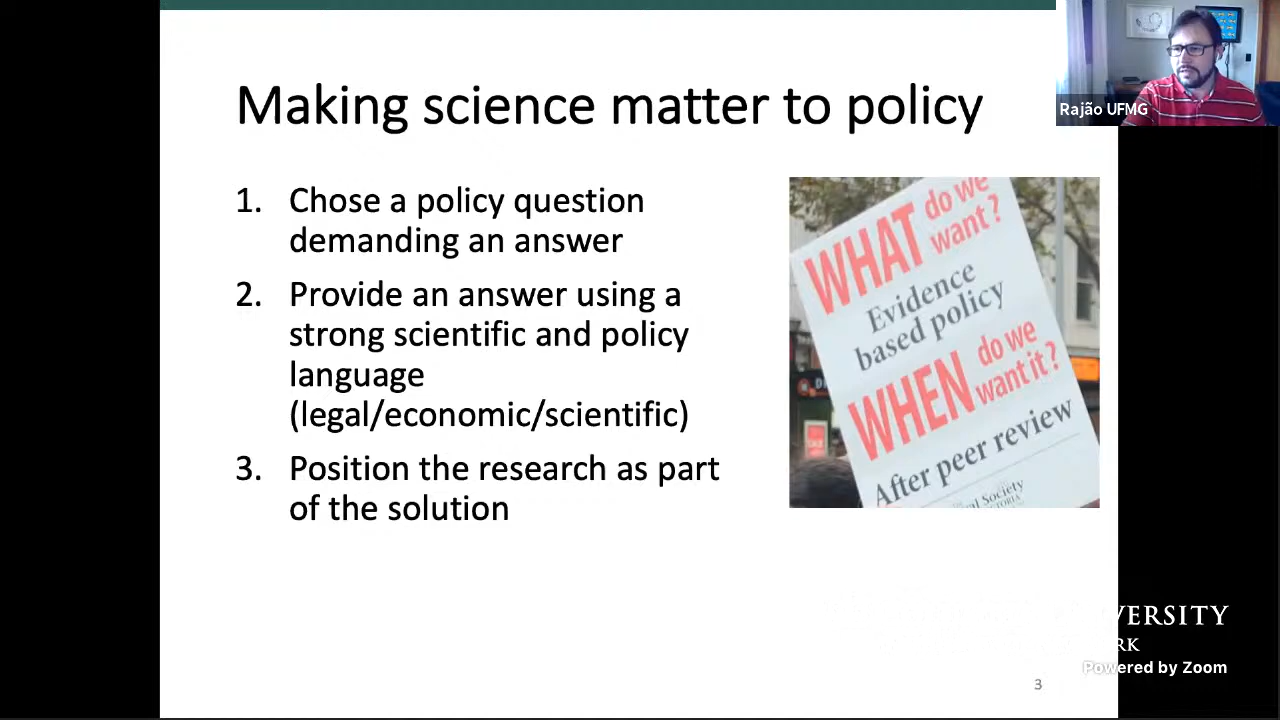 Making science matter to policy
Rajão UFMG
1. Chose a policy question
demanding an answer
2. Provide an answer using a
strong scientific and policy
language
(legal/economic/scientific)
3. Position the research as part
of the solution
WHAT do we
want?
Evidence
based policy
WHEN do we
want it?
After peer review
Society
VERSITY
RK
Powered by Zoom
3